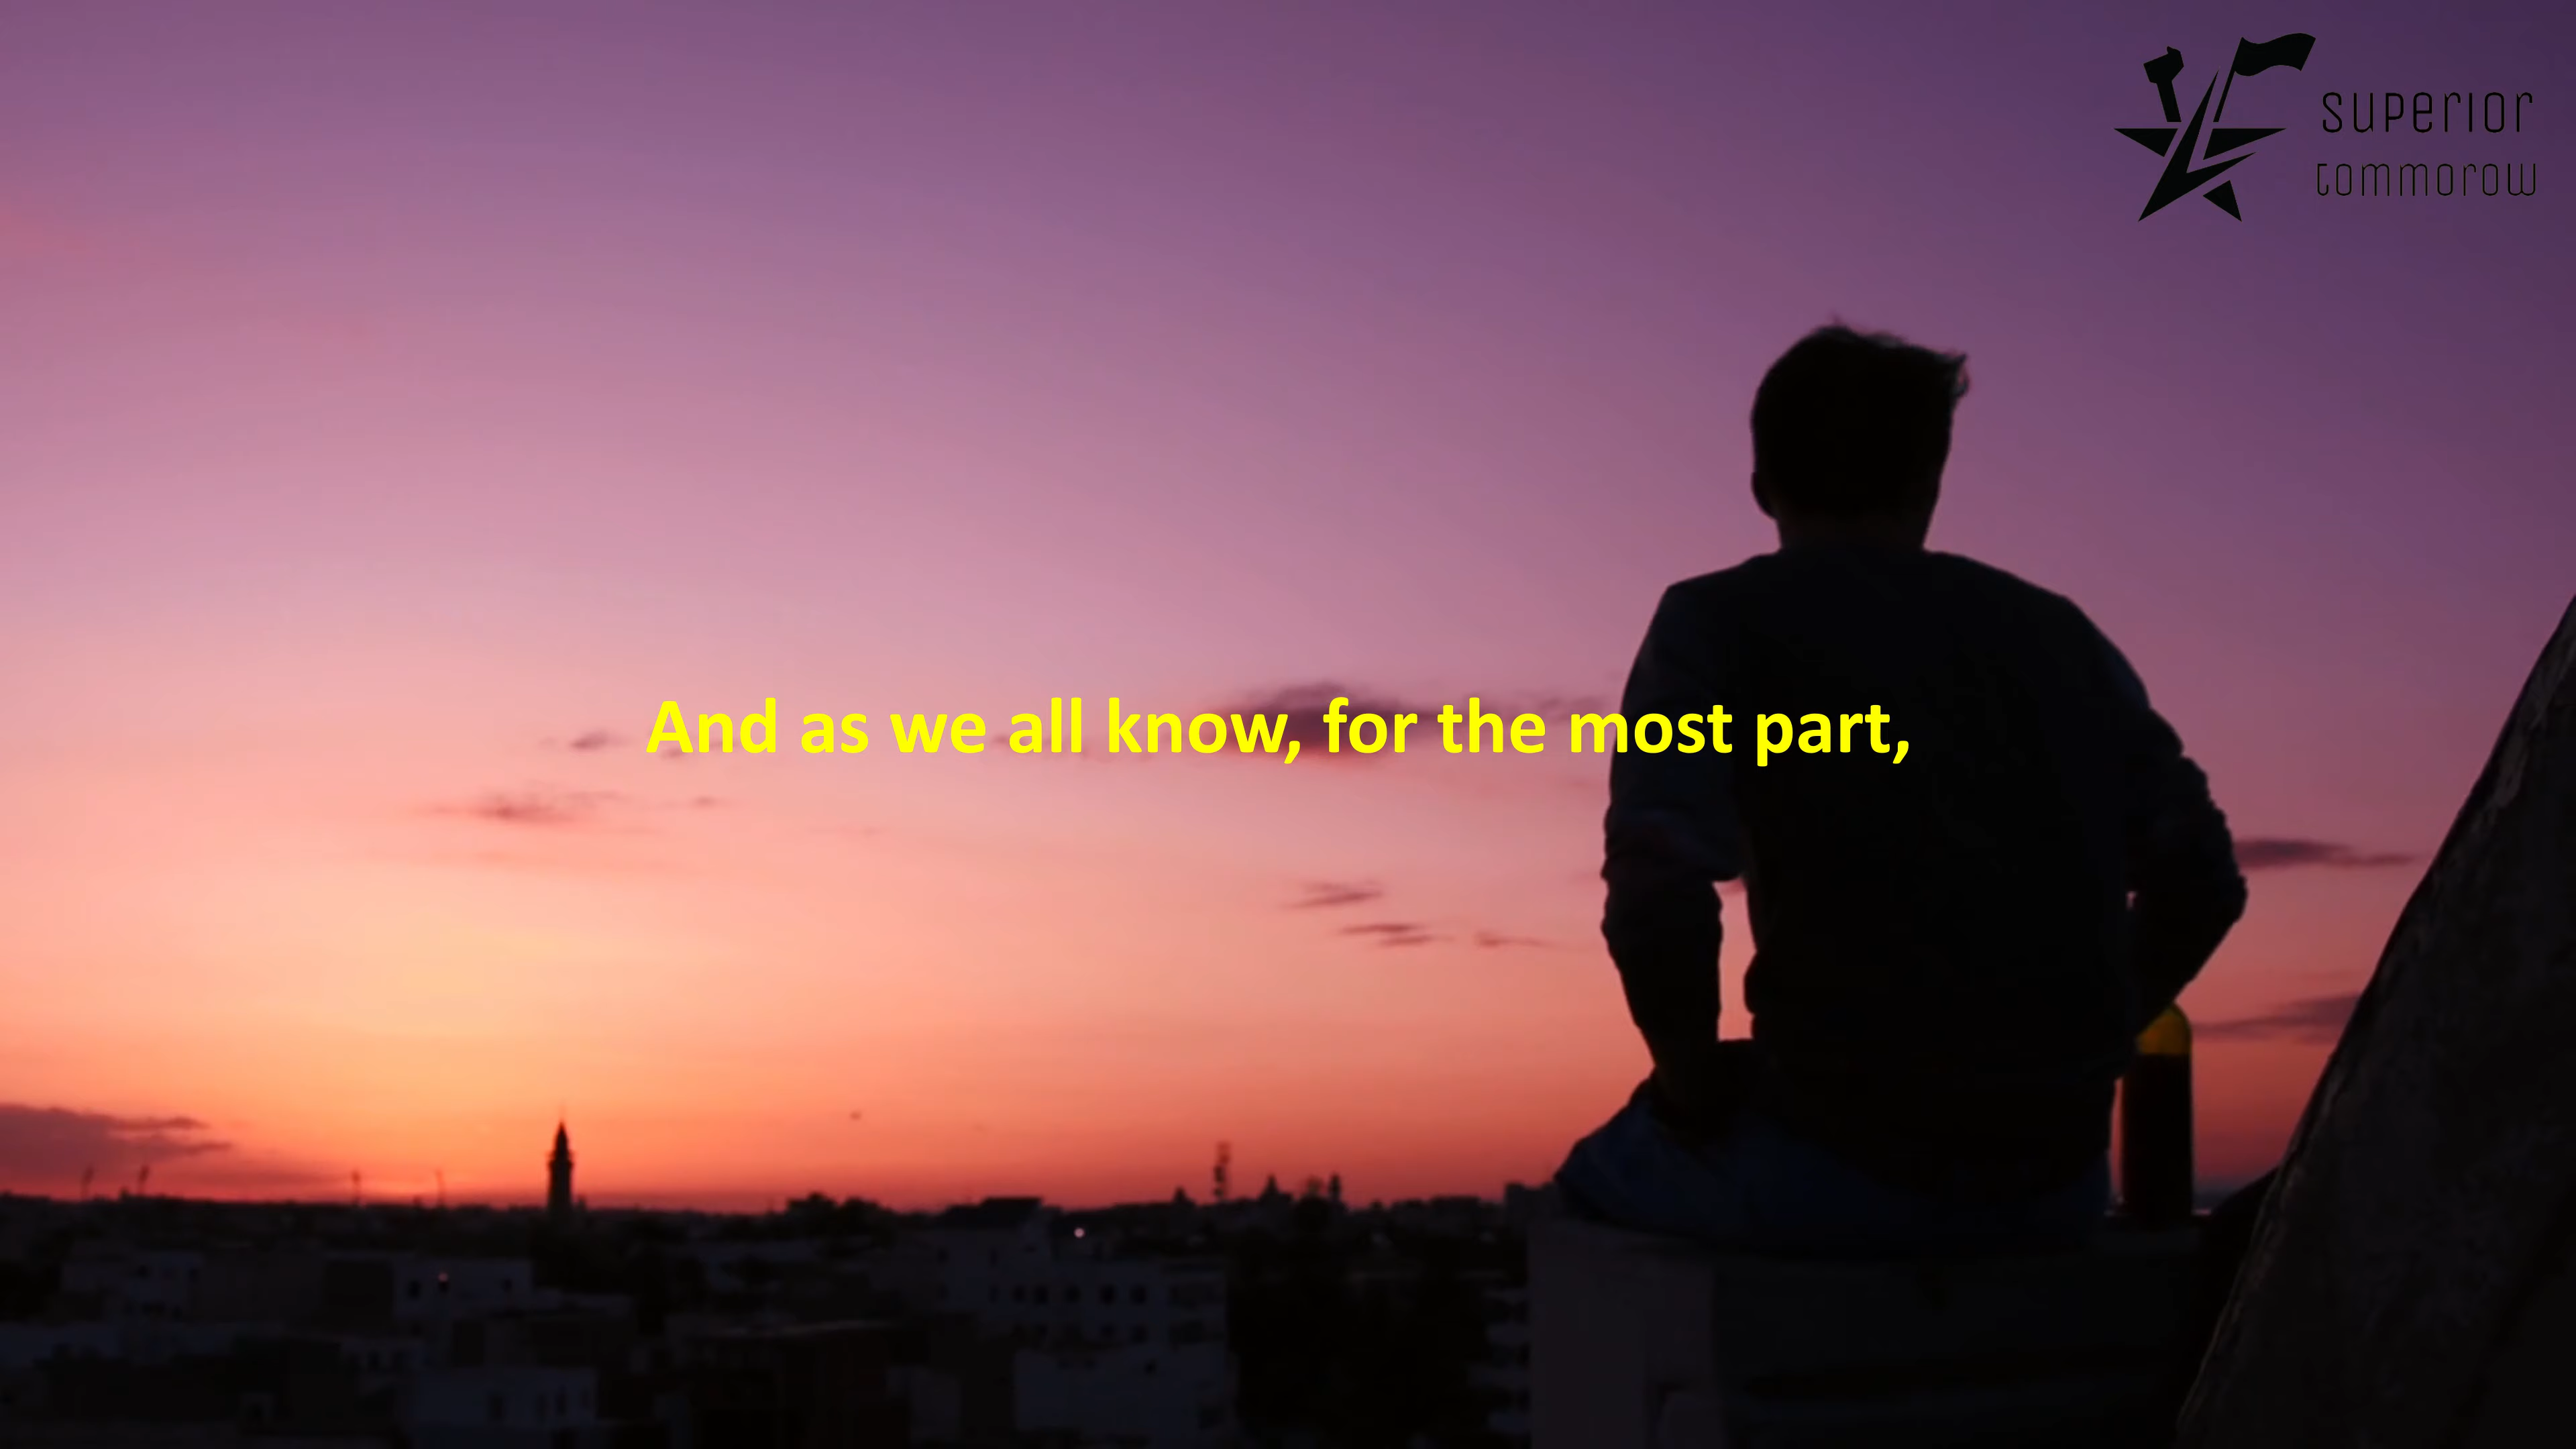 superior
tommorow
And as we all know, for the most part,